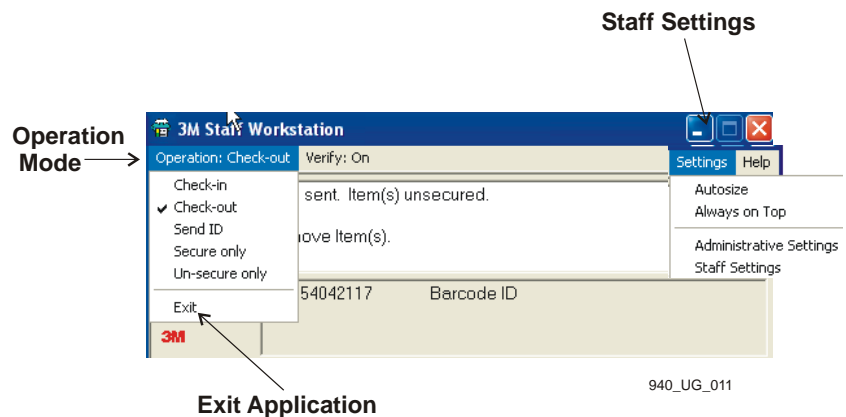 Staff Settings
Operation
Mode
3M Staff Workstation
Operation: Check-out Verify: On
Settings Help
Check-in
Check-out
Send ID
Secure only
Un-secure only
Exit
sent. Item(s) unsecured.
move Item(s).
Autosize
Always on Top
Administrative Settings
Staff Settings
54042117 Barcode ID
3M
940_UG_011
Exit Application